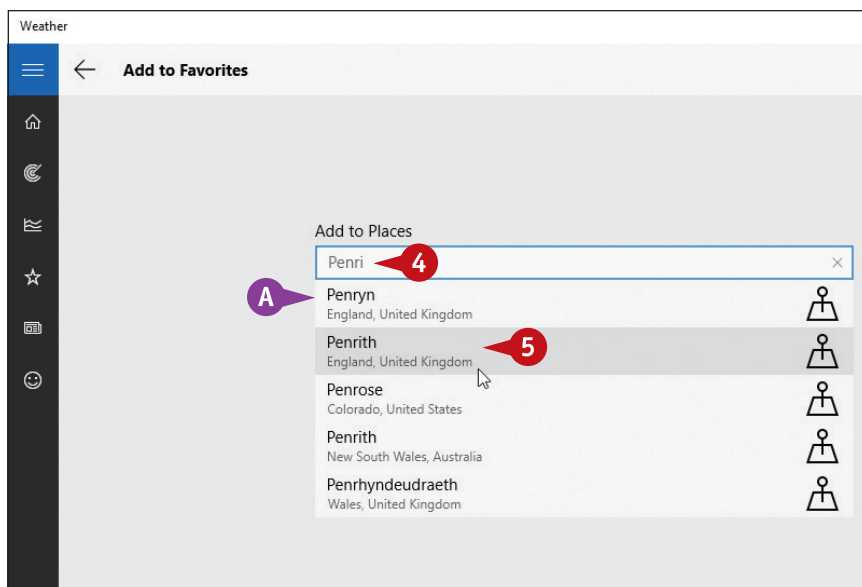 Weather
Add to Favorites
Add to Places
Penri
4
A
Penryn
England, United Kingdom
Penrith
England, United Kingdom
5
Penrose
Colorado, United States
Penrith
New South Wales, Australia
Penrhyndeudraeth
Wales, United Kingdom